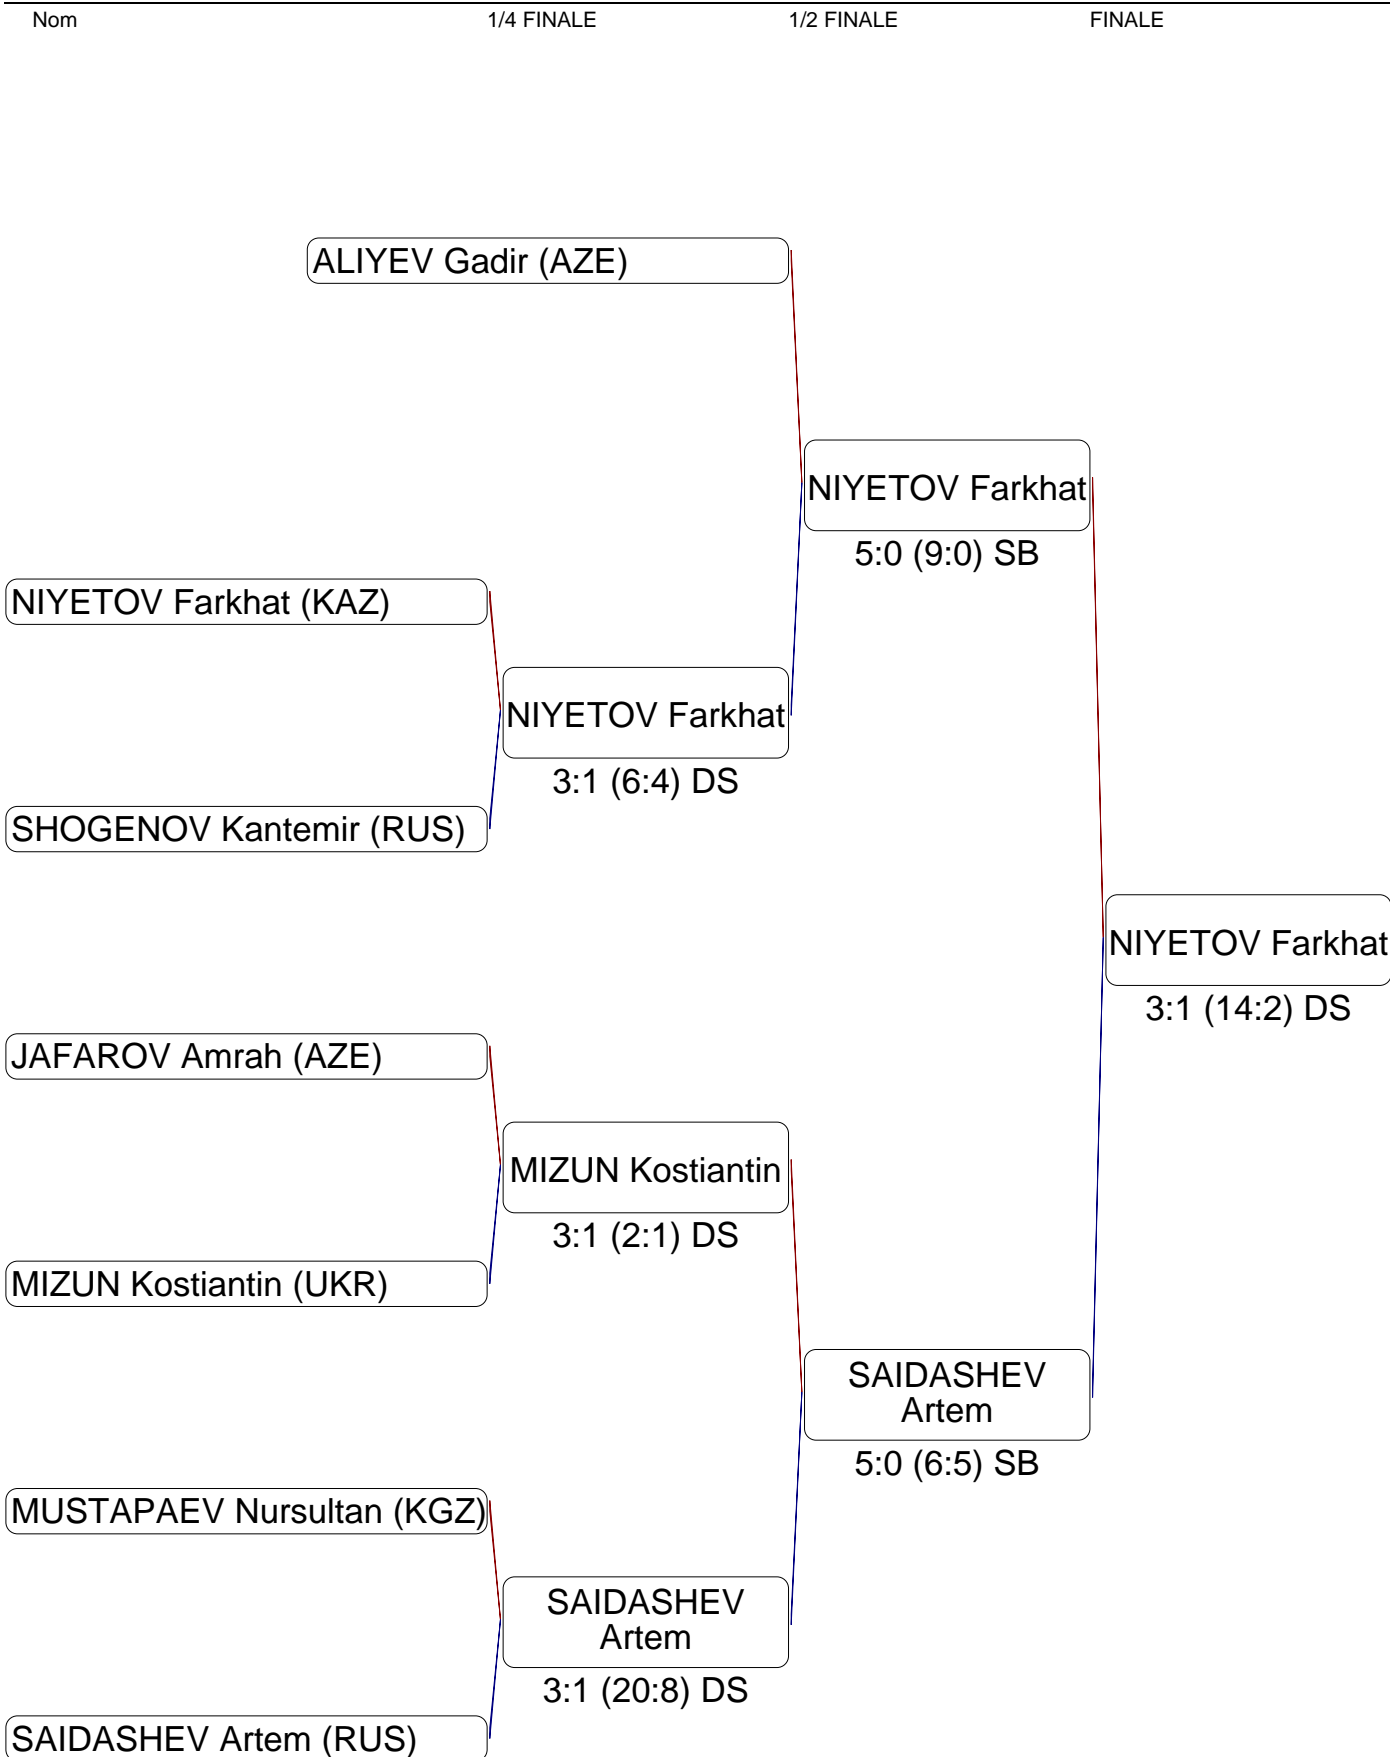 Nom 1/4 FINALE 1/2 FINALE FINALE
ALIYEV Gadir (AZE)
NIYETOV Farkhat
5:0 (9:0) SB
NIYETOV Farkhat (KAZ)
NIYETOV Farkhat
3:1 (6:4) DS
SHOGENOV Kantemir (RUS)
NIYETOV Farkhat
3:1 (14:2) DS
JAFAROV Amrah (AZE)
MIZUN Kostiantin
3:1 (2:1) DS
MIZUN Kostiantin (UKR)
SAIDASHEV
Artem
5:0 (6:5) SB
MUSTAPAEV Nursultan (KGZ)
SAIDASHEV
Artem
3:1 (20:8) DS
SAIDASHEV Artem (RUS)